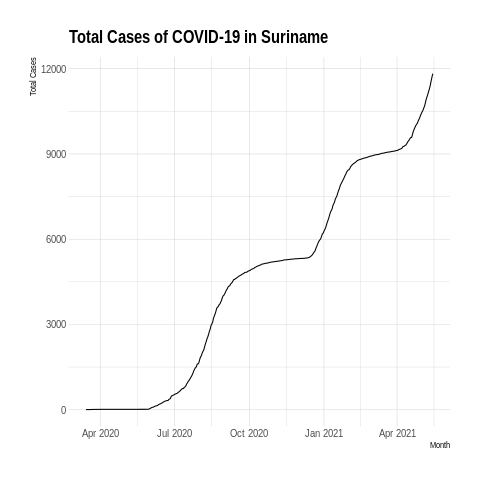 Total Cases of COVID-19 in Suriname
Total Cases
12000
9000
6000
3000
0
Apr 2020 Jul 2020 Oct 2020 Jan 2021 Apr 2021
Month